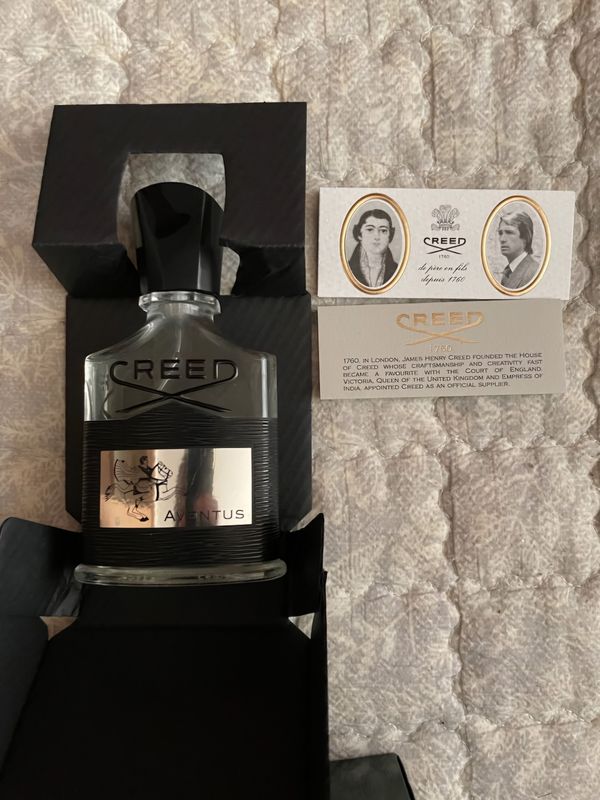 CREED
AVENTUS
CREED
1760
de père en fils
depuis 1760
CREED
1760
1760, IN LONDON, JAMES HENRY CREED FOUNDED THE HOUSE
OF CREED WHOSE CRAFTSMANSHIP AND CREATIVITY FAST
BECAME A FAVOURITE WITH THE COURT OF ENGLAND.
VICTORIA, QUEEN OF THE UNITED KINGDOM AND EMPRESS OF
INDIA, APPOINTED CREED AS AN OFFICIAL SUPPLIER.